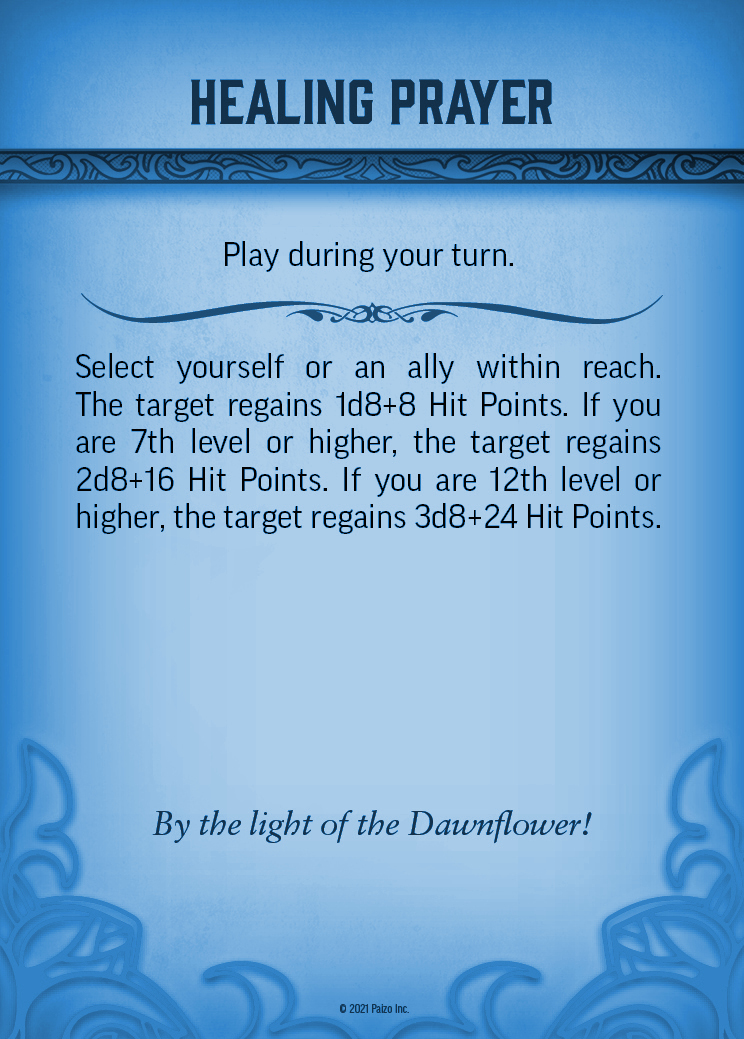 HEALING PRAYER
Play during your turn.
Select yourself or an ally within reach.
The target regains 1d8+8 Hit Points. If you
are 7th level or higher, the target regains
2d8+16 Hit Points. If you are 12th level or
higher, the target regains 3d8+24 Hit Points.
By the light of the Dawnflower!
© 2021 Paizo Inc.